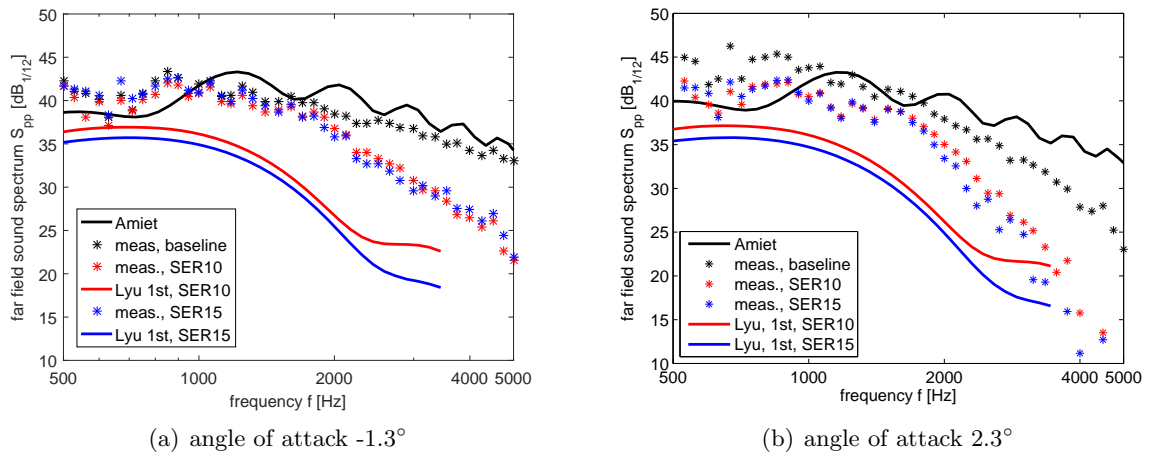 50
45
40
35
30
25
20
15
10
far field sound spectrum S_pp [dB_1/12]
Amiet
meas, baseline
meas., SER10
Lyu 1st, SER10
meas., SER15
Lyu 1st, SER15
500 1000 2000 4000 5000
frequency f [Hz]
(a) angle of attack -1.3°
50
45
40
35
30
25
20
15
10
far field sound spectrum S_pp [dB_1/12]
Amiet
meas., baseline
meas., SER10
meas., SER15
Lyu, 1st, SER10
Lyu, 1st, SER15
500 1000 2000 4000 5000
frequency f [Hz]
(b) angle of attack 2.3°